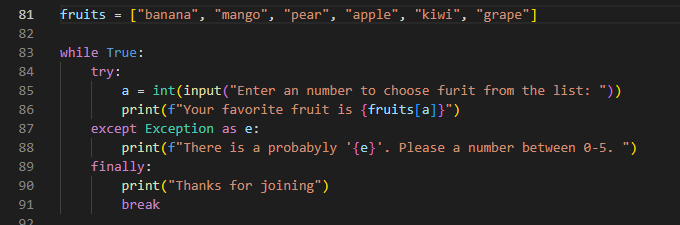 81 fruits = ["banana", "mango", "pear", "apple", "kiwi", "grape"]
82
83 while True:
84     try:
85         a = int(input("Enter an number to choose furit from the list: "))
86         print(f"Your favorite fruit is {fruits[a]}")
87     except Exception as e:
88         print(f"There is a probabyly '{e}'. Please a number between 0-5. ")
89     finally:
90         print("Thanks for joining")
91         break
92